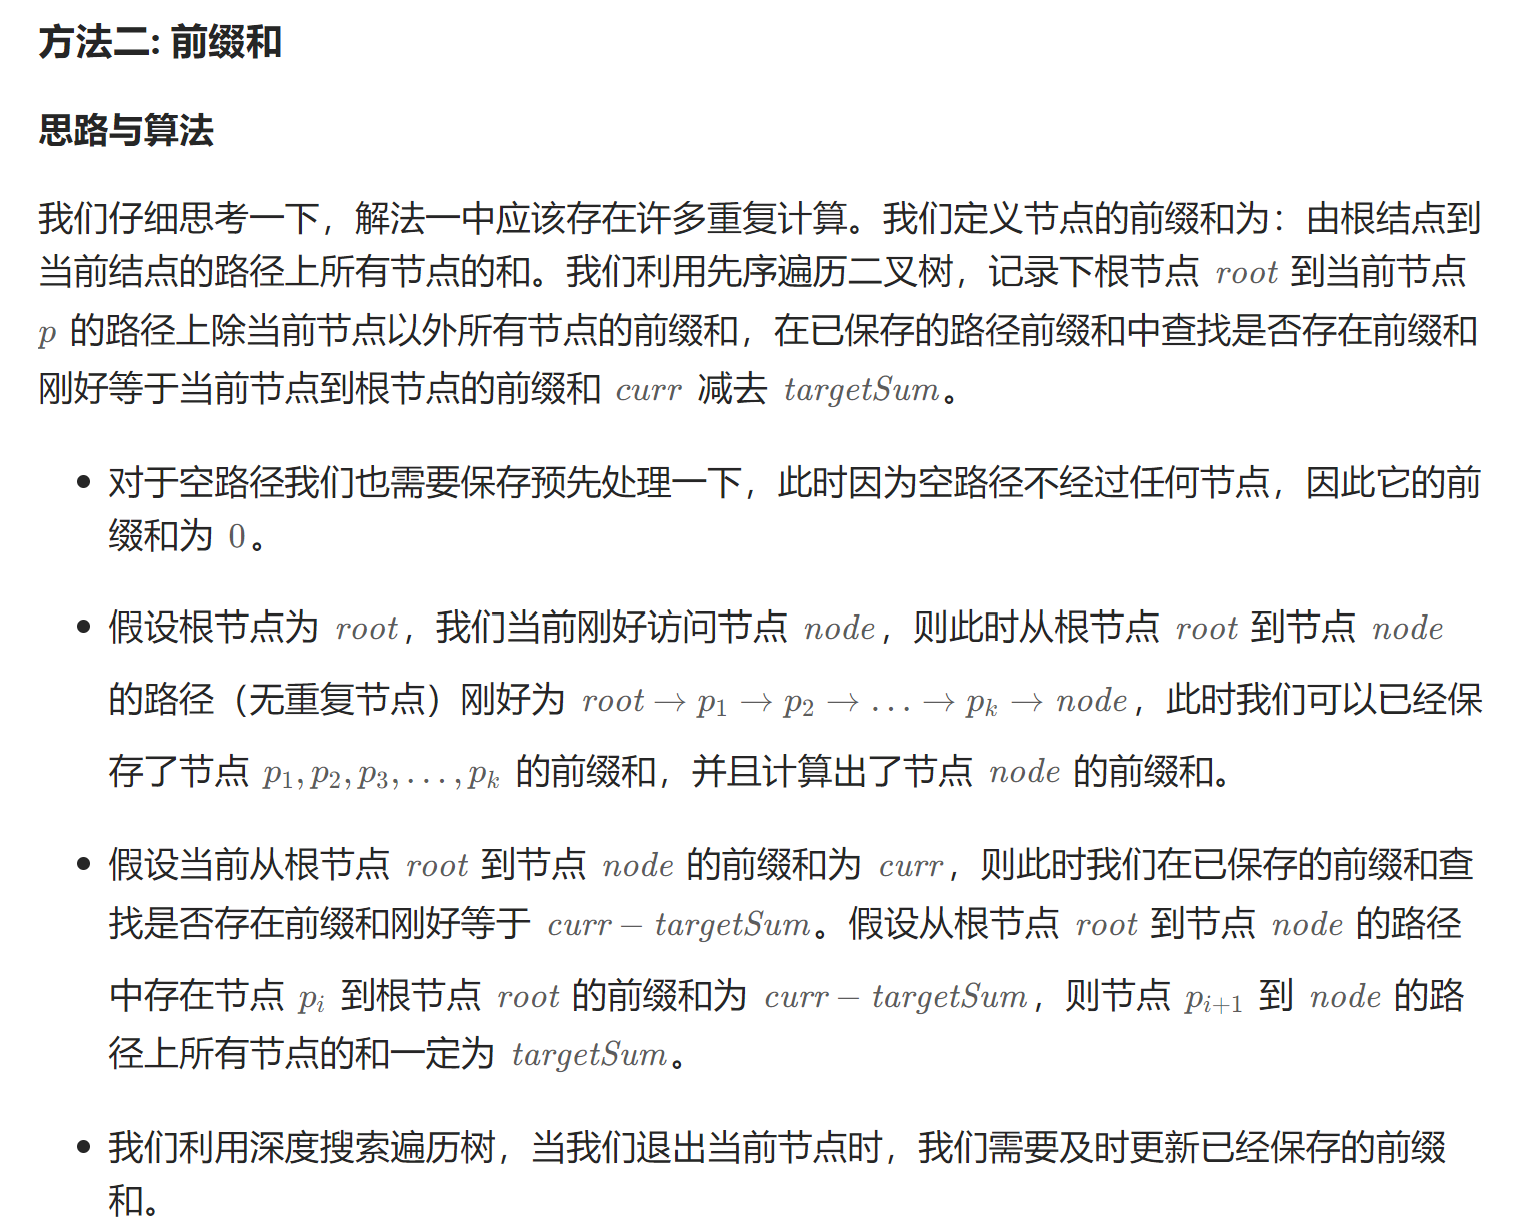 方法二: 前缀和
思路与算法
我们仔细思考一下，解法一中应该存在许多重复计算。我们定义节点的前缀和为：由根结点到
当前结点的路径上所有节点的和。我们利用先序遍历二叉树，记录下根节点 root 到当前节点
p 的路径上除当前节点以外所有节点的前缀和，在已保存的路径前缀和中查找是否存在前缀和
刚好等于当前节点到根节点的前缀和 curr 减去 targetSum。
• 对于空路径我们也需要保存预先处理一下，此时因为空路径不经过任何节点，因此它的前
缀和为 0。
• 假设根节点为 root，我们当前刚好访问节点 node，则此时从根节点 root 到节点 node
的路径（无重复节点）刚好为 root → p₁ → p₂ → … → pₖ → node，此时我们可以已经保
存了节点 p₁, p₂, p₃, …, pₖ 的前缀和，并且计算出了节点 node 的前缀和。
• 假设当前从根节点 root 到节点 node 的前缀和为 curr，则此时我们在已保存的前缀和查
找是否存在前缀和刚好等于 curr − targetSum。假设从根节点 root 到节点 node 的路径
中存在节点 pᵢ 到根节点 root 的前缀和为 curr − targetSum，则节点 pᵢ₊₁ 到 node 的路
径上所有节点的和一定为 targetSum。
• 我们利用深度搜索遍历树，当我们退出当前节点时，我们需要及时更新已经保存的前缀
和。